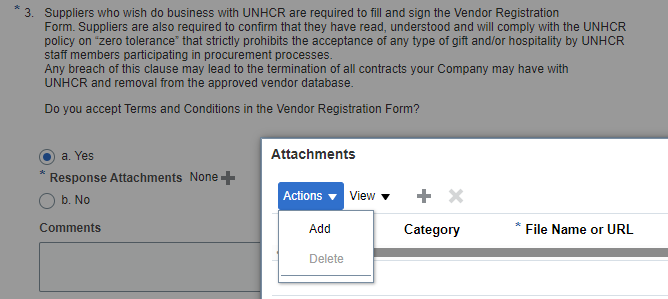 * 3. Suppliers who wish do business with UNHCR are required to fill and sign the Vendor Registration
Form. Suppliers are also required to confirm that they have read, understood and will comply with the UNHCR
policy on "zero tolerance" that strictly prohibits the acceptance of any type of gift and/or hospitality by UNHCR
staff members participating in procurement processes.
Any breach of this clause may lead to the termination of all contracts your Company may have with
UNHCR and removal from the approved vendor database.
Do you accept Terms and Conditions in the Vendor Registration Form?
a. Yes
* Response Attachments None
b. No
Comments
Attachments
Actions View
Add
Delete
Category * File Name or URL